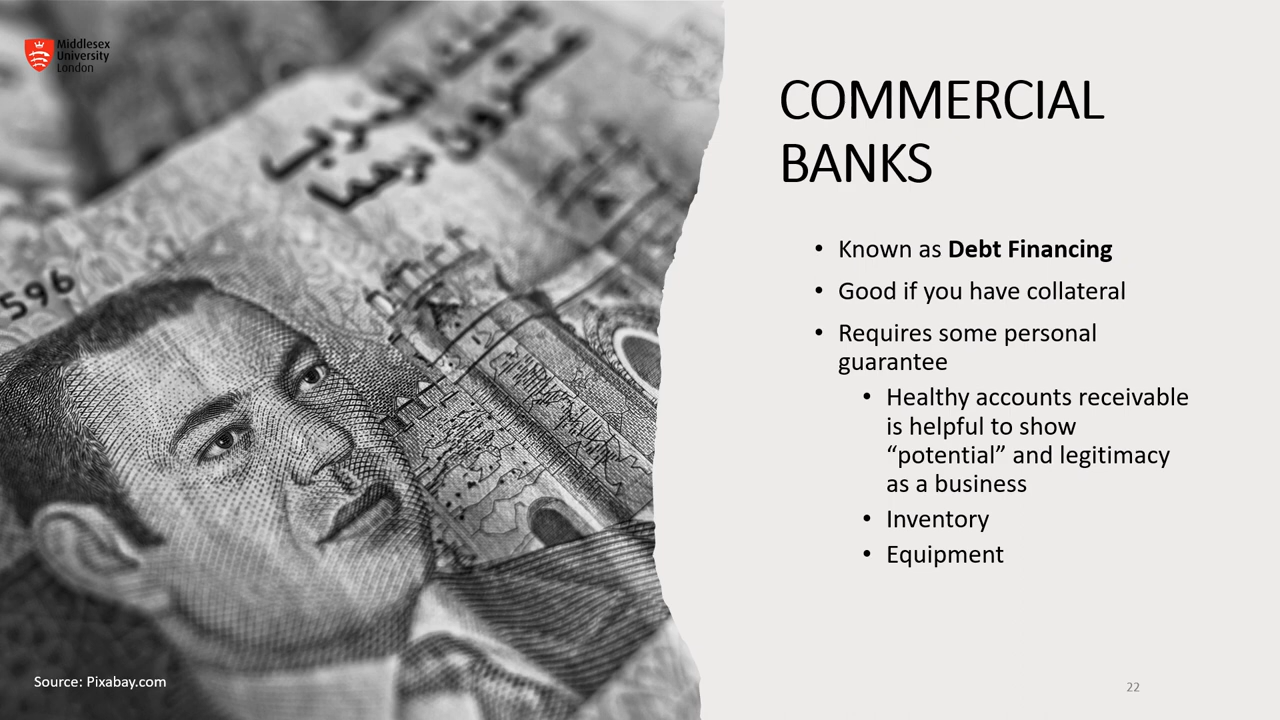 Middlesex
University
London
596
COMMERCIAL
BANKS
• Known as Debt Financing
• Good if you have collateral
• Requires some personal
guarantee
• Healthy accounts receivable
is helpful to show
“potential” and legitimacy
as a business
• Inventory
• Equipment
Source: Pixabay.com
22